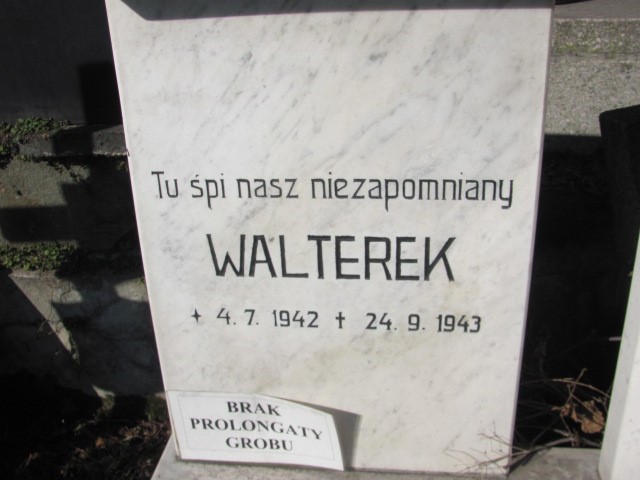 Tu śpi nasz niezapomniany
WALTEREK
+ 4. 7. 1942 ✝ 24. 9. 1943
BRAK
PROLONGATY
GROBU